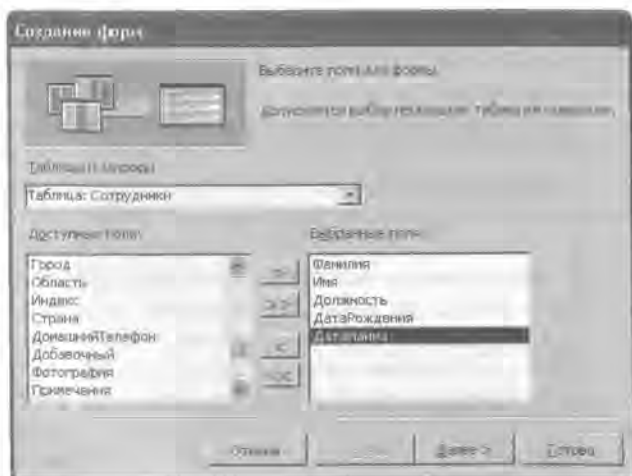 Создание форм
Выберите поля для формы.
Допускается выбор нескольких таблиц или запросов.
Таблицы и запросы
Таблица: Сотрудники
Доступные поля:
Выбранные поля:
Город
Область
Индекс
Страна
ДомашнийТелефон
Добавочный
Фотография
Примечания
>
>>
<
<<
Фамилия
Имя
Должность
ДатаРождения
ДатаНайма
Отмена
Далее >
Готово